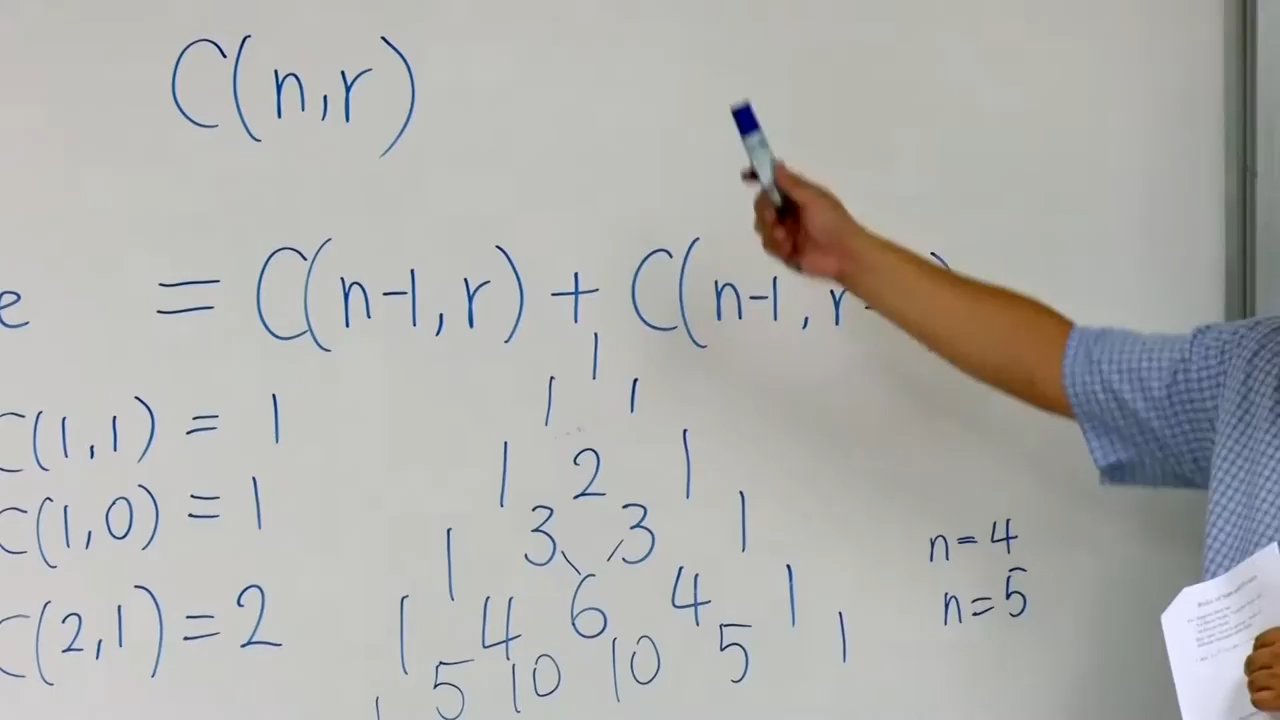 C(n,r)
e = C(n-1,r) + C(n-1,r-
1
C(1,1) = 1 1 1
1 2 1
C(1,0) = 1 1 3 3 1
n=4
C(2,1) = 2 1 4 6 4 1 n=5
1 5 10 10 5 1